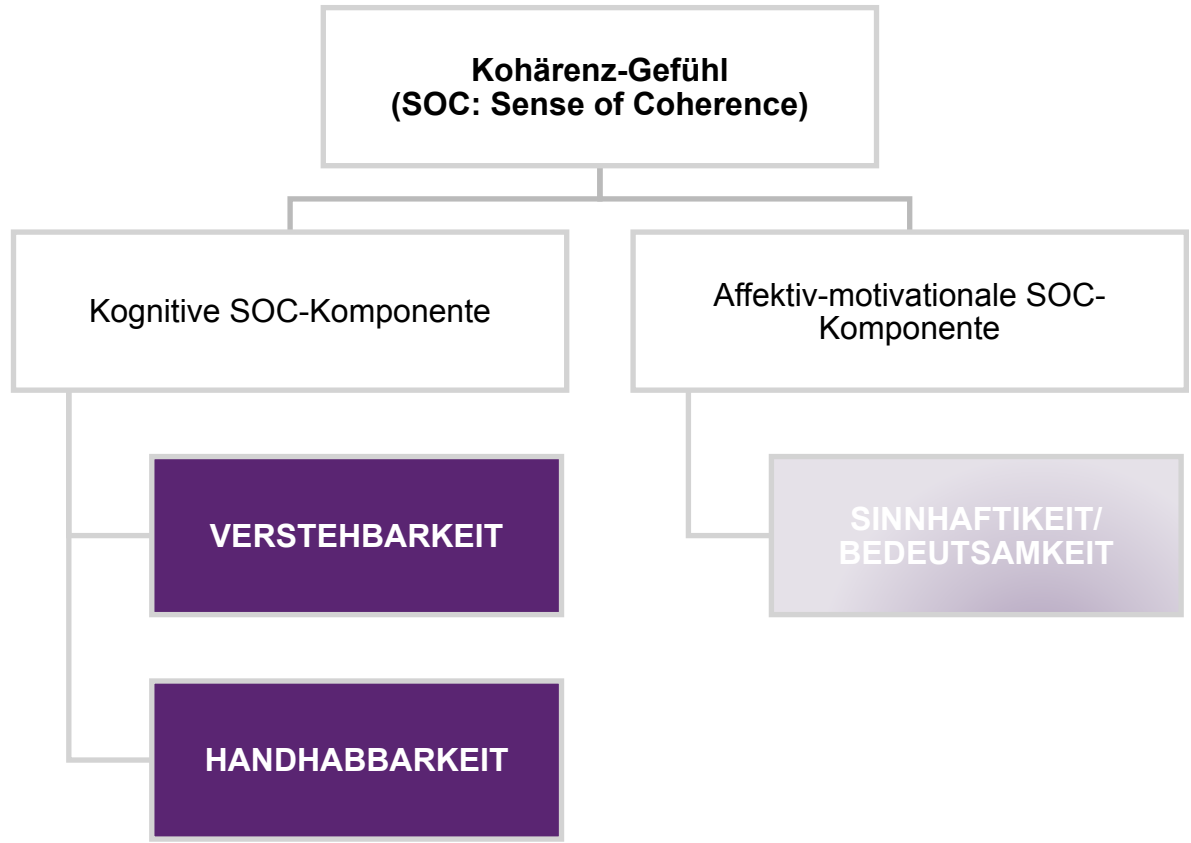 Kohärenz-Gefühl
(SOC: Sense of Coherence)
Kognitive SOC-Komponente
Affektiv-motivationale SOC-
Komponente
VERSTEHBARKEIT
SINNHAFTIKEIT/
BEDEUTSAMKEIT
HANDHABBARKEIT